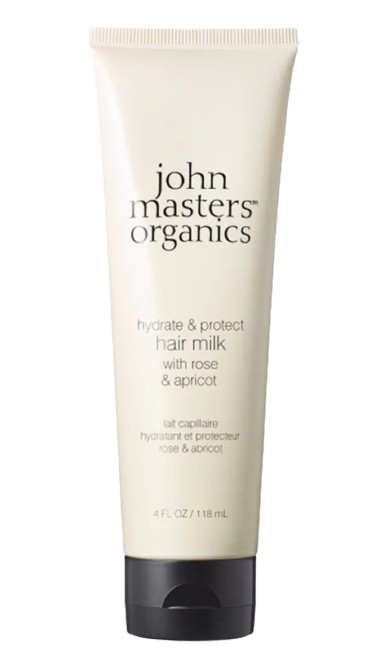 john
masters™
organics
hydrate & protect
hair milk
with rose
& apricot
lait capillaire
hydratant et protecteur
rose & abricot
4 FL OZ / 118 mL